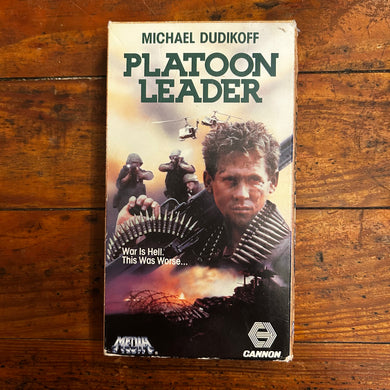 MICHAEL DUDIKOFF
PLATOON
LEADER
War Is Hell.
This Was Worse...
MEDIA
CANNON